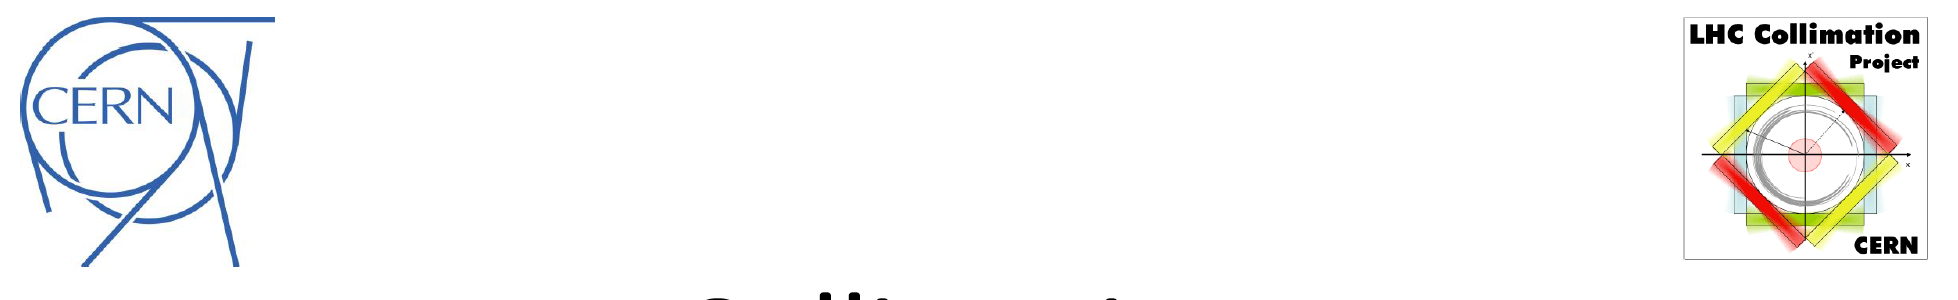 CERN
LHC Collimation
Project
x'
x
CERN